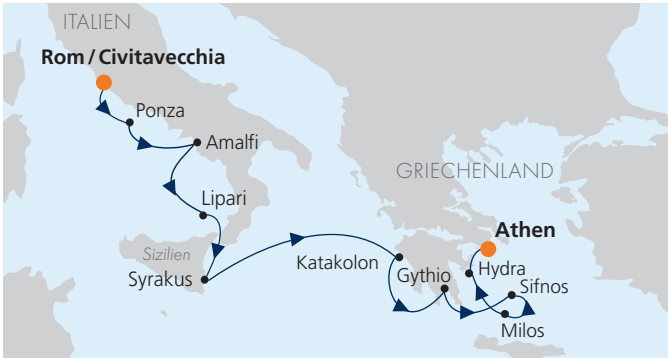 ITALIEN
Rom / Civitavecchia
Ponza
Amalfi
GRIECHENLAND
Lipari
Athen
Sizilien
Syrakus
Katakolon
Gythio
Hydra
Sifnos
Milos